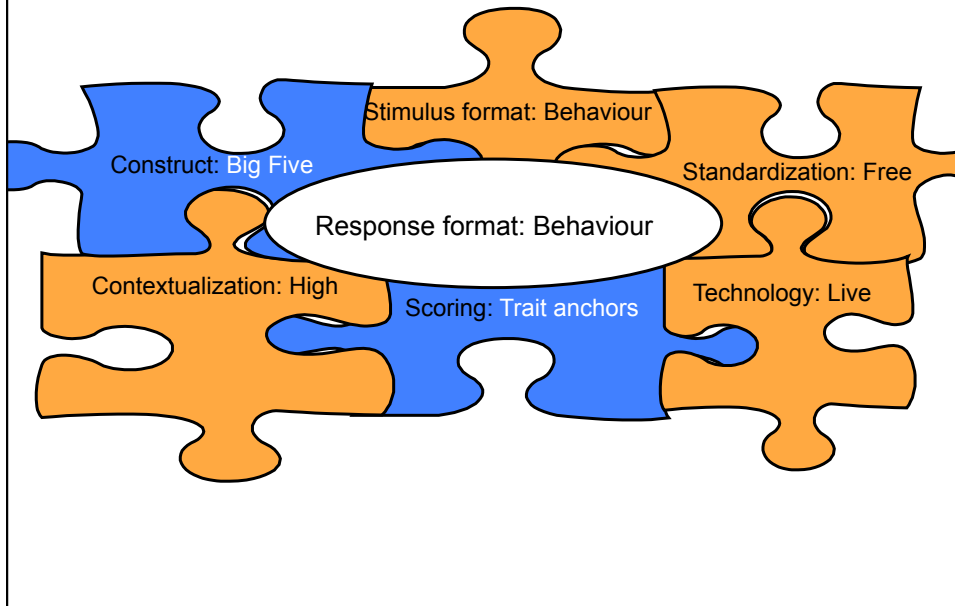 Stimulus format: Behaviour
Construct: Big Five
Standardization: Free
Response format: Behaviour
Contextualization: High
Scoring: Trait anchors
Technology: Live